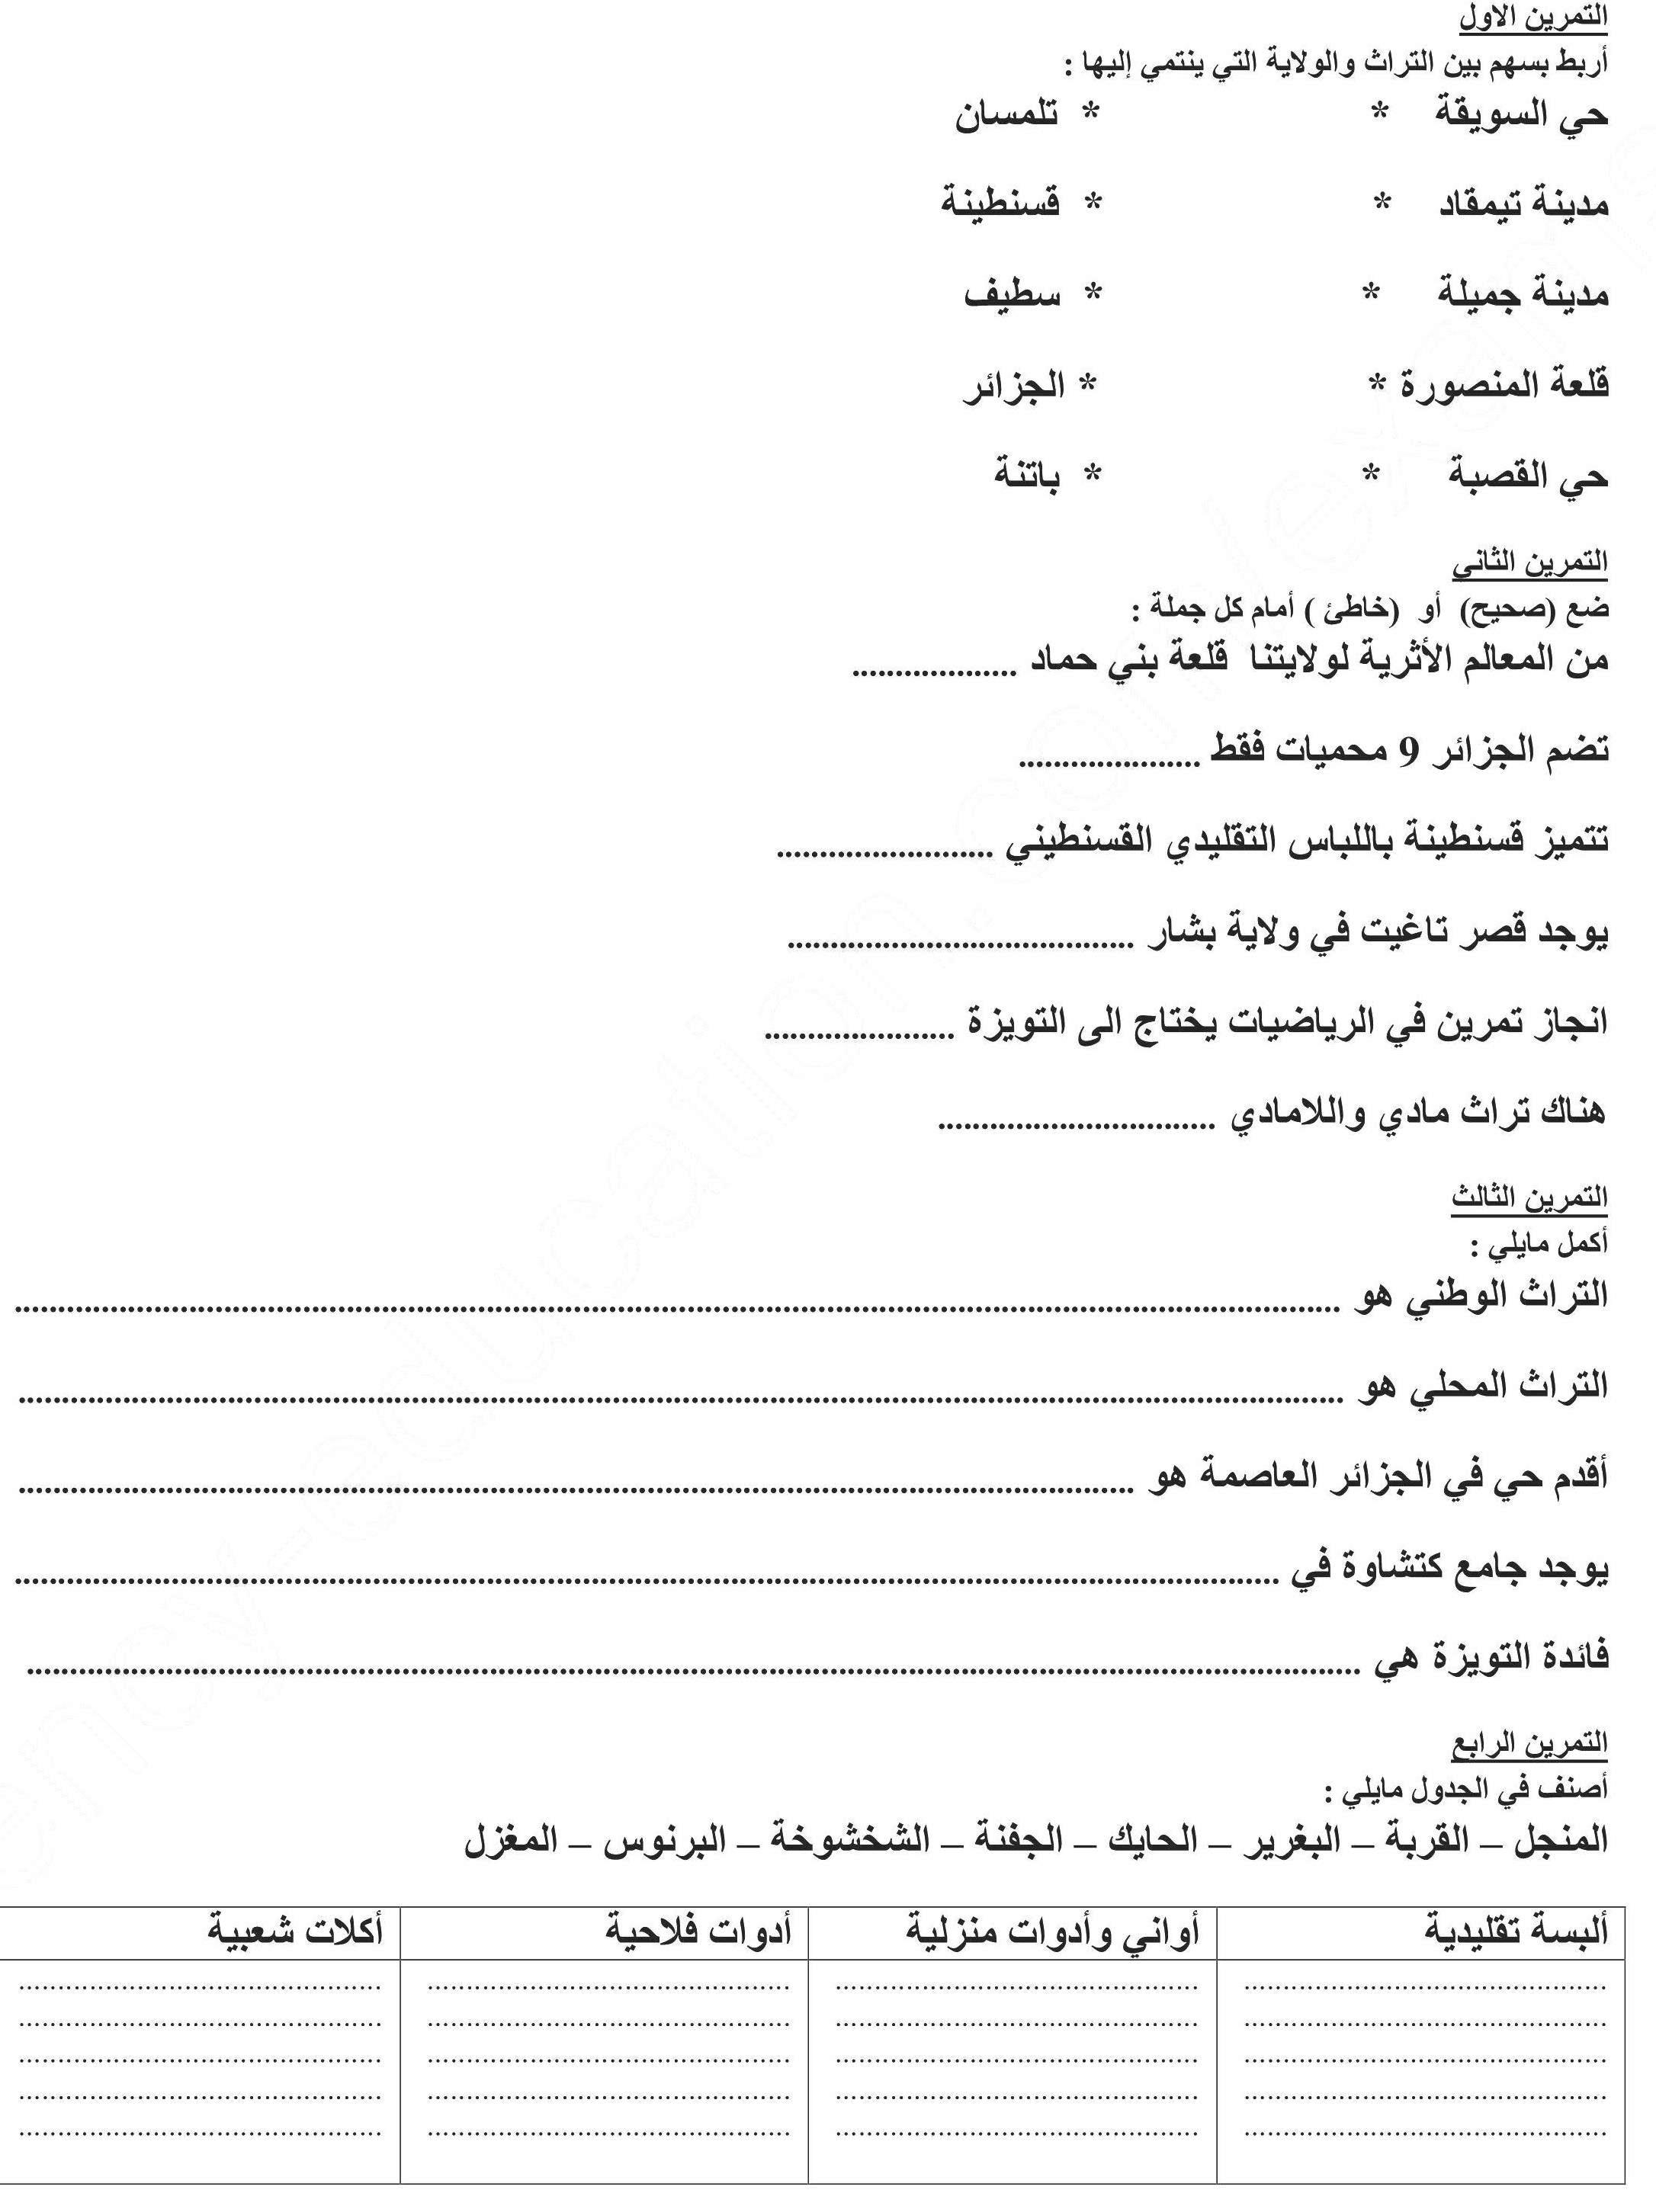 التمرين الاول
أربط بسهم بين التراث والولاية التي ينتمي إليها :
حي السويقة * * تلمسان
مدينة تيمقاد * * قسنطينة
مدينة جميلة * * سطيف
قلعة المنصورة * * الجزائر
حي القصبة * * باتنة
التمرين الثاني
ضع (صحيح) أو (خاطئ ) أمام كل جملة :
من المعالم الأثرية لولايتنا قلعة بني حماد ...................
تضم الجزائر 9 محميات فقط .....................
تتميز قسنطينة باللباس التقليدي القسنطيني .........................
يوجد قصر تاغيت في ولاية بشار ........................................
انجاز تمرين في الرياضيات يختاج الى التويزة ......................
هناك تراث مادي واللامادي ................................
التمرين الثالث
أكمل مايلي :
التراث الوطني هو ................................................................................
التراث المحلي هو ................................................................................
أقدم حي في الجزائر العاصمة هو ................................................................................
يوجد جامع كتشاوة في ................................................................................
فائدة التويزة هي ................................................................................
التمرين الرابع
أصنف في الجدول مايلي :
المنجل – القربة – البغرير – الحايك – الجفنة – الشخشوخة – البرنوس – المغزل
ألبسة تقليدية أواني وأدوات منزلية أدوات فلاحية أكلات شعبية